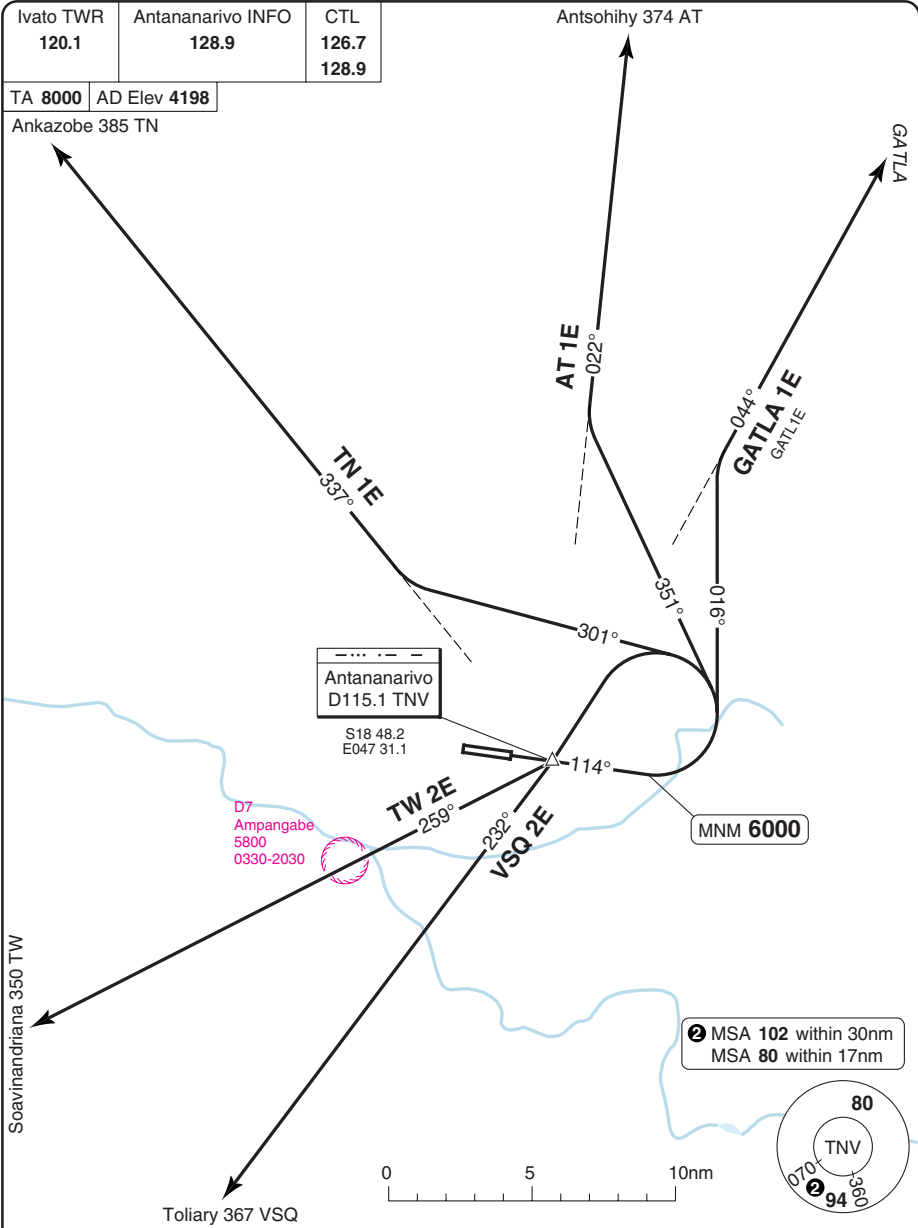 Ivato TWR
120.1
Antananarivo INFO
128.9
CTL
126.7
128.9
TA 8000
AD Elev 4198
Ankazobe 385 TN
Antsohihy 374 AT
GATLA
AT 1E
022°
044°
GATLA 1E
GATL1E
TN 1E
337°
351°
016°
301°
Antananarivo
D115.1 TNV
S18 48.2
E047 31.1
114°
TW 2E
259°
232°
VSQ 2E
MNM 6000
D7
Ampangabe
5800
0330-2030
Soavinandriana 350 TW
Toliary 367 VSQ
2 MSA 102 within 30nm
MSA 80 within 17nm
80
TNV
070
360
2 94
0 5 10nm